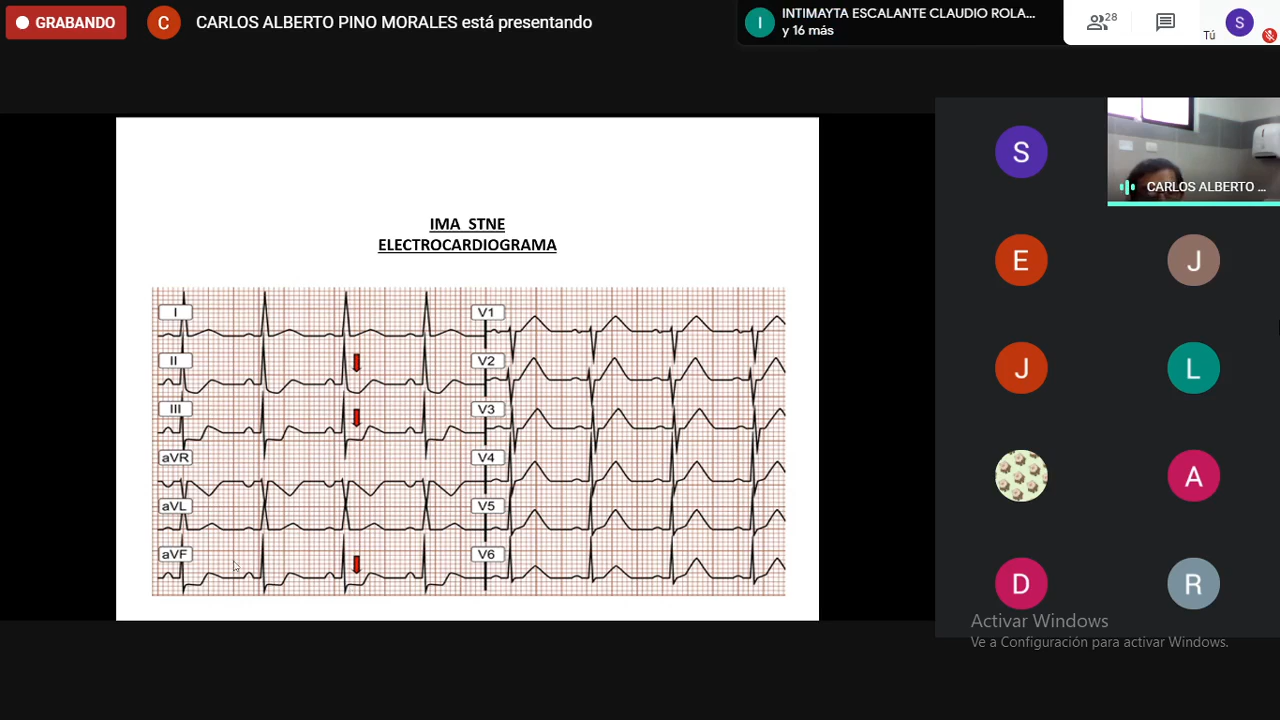 GRABANDO
C
CARLOS ALBERTO PINO MORALES está presentando
I
INTIMAYTA ESCALANTE CLAUDIO ROLA...
y 16 más
28
Tú
S
S
CARLOS ALBERTO ...
E
J
J
L
A
D
R
IMA STNE
ELECTROCARDIOGRAMA
I
II
III
aVR
aVL
aVF
V1
V2
V3
V4
V5
V6
Activar Windows
Ve a Configuración para activar Windows.